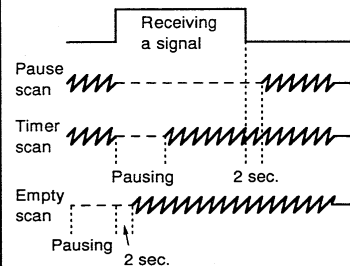 Receiving
a signal
Pause
scan
Timer
scan
Pausing 2 sec.
Empty
scan
Pausing
2 sec.